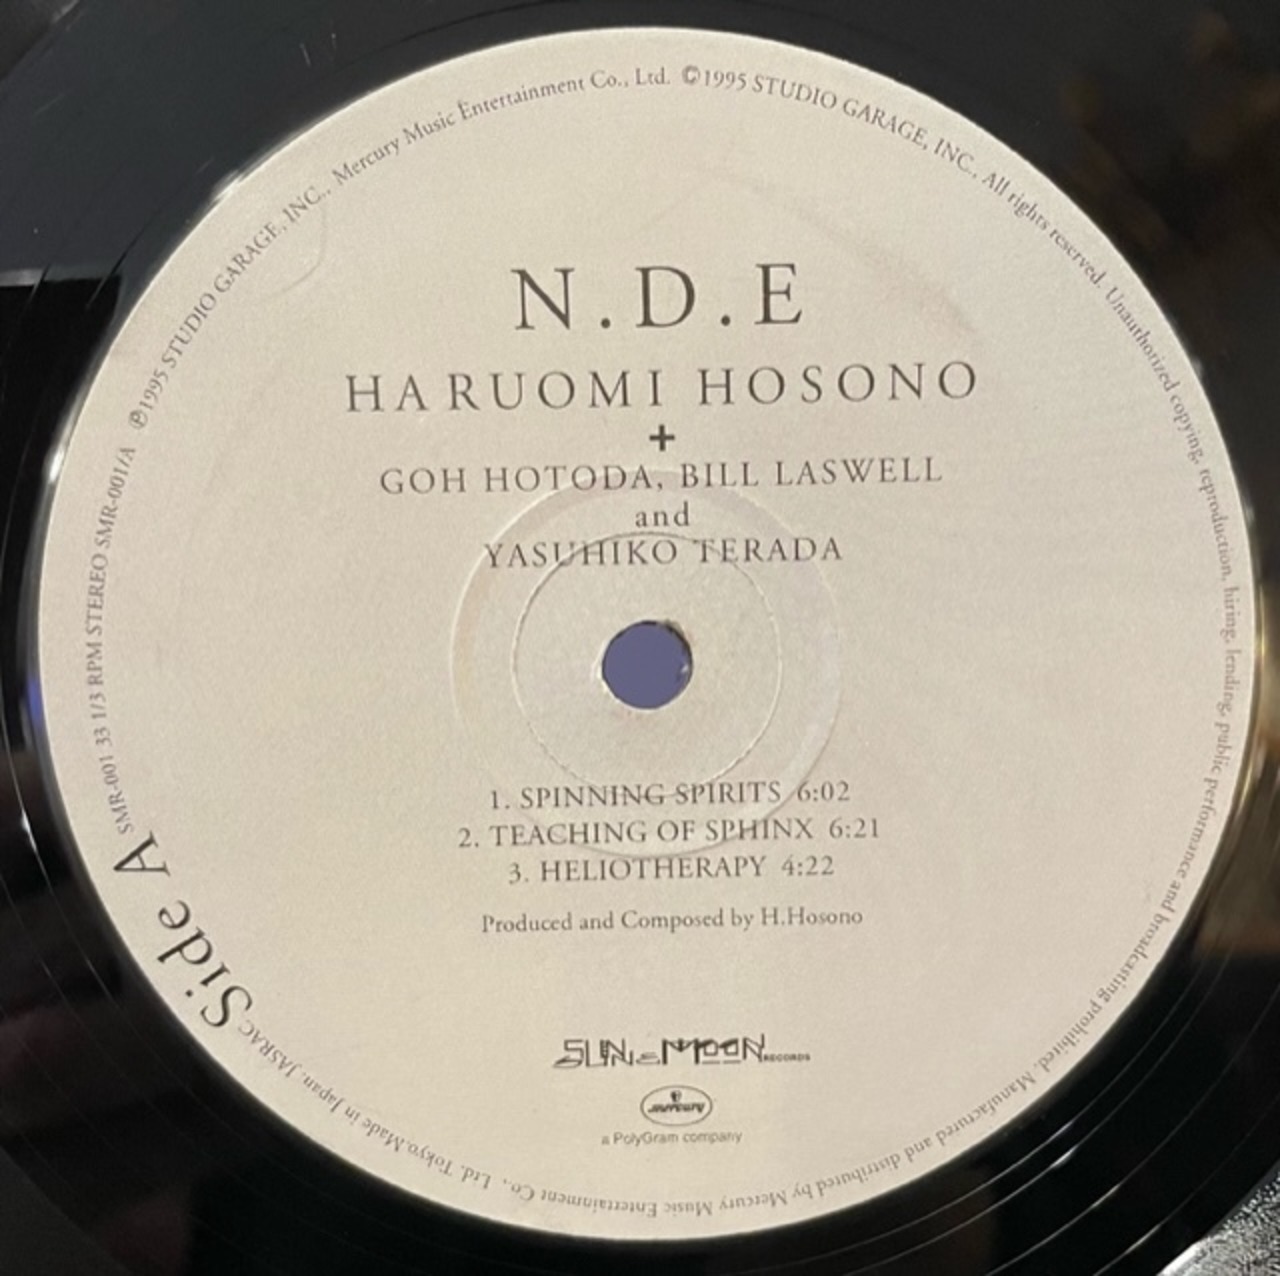 N.D.E
HARUOMI HOSONO
+
GOH HOTODA, BILL LASWELL
and
YASUHIKO TERADA
1. SPINNING SPIRITS 6:02
2. TEACHING OF SPHINX 6:21
3. HELIOTHERAPY 4:22
Produced and Composed by H.Hosono
SUN & MOON RECORDS
mercury
a PolyGram company
Side A
SMR-001 33 1/3 RPM STEREO SMR-001/A ℗1995 STUDIO GARAGE, INC., Mercury Music Entertainment Co., Ltd. ©1995 STUDIO GARAGE, INC., All rights reserved. Unauthorized copying, reproduction, hiring, lending, public performance and broadcasting prohibited. Manufactured and distributed by Mercury Music Entertainment Co., Ltd. Tokyo.Made in Japan. JASRAC